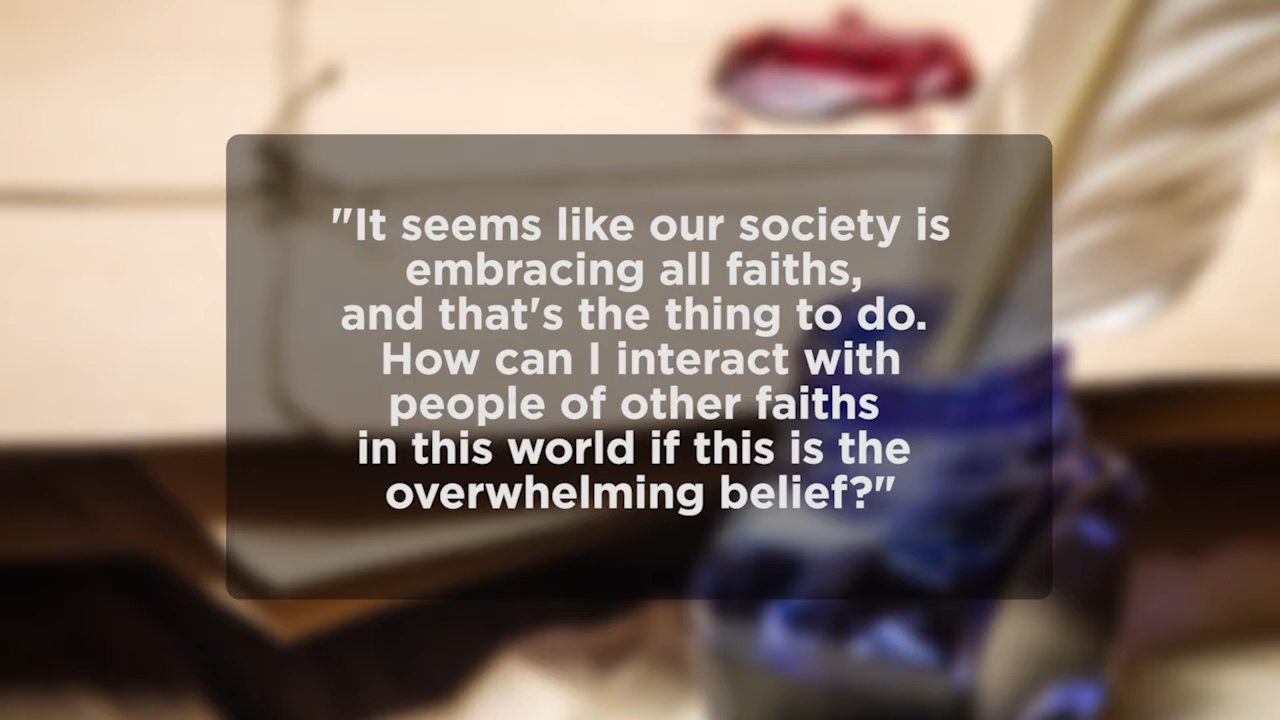 "It seems like our society is
embracing all faiths,
and that's the thing to do.
How can I interact with
people of other faiths
in this world if this is the
overwhelming belief?"